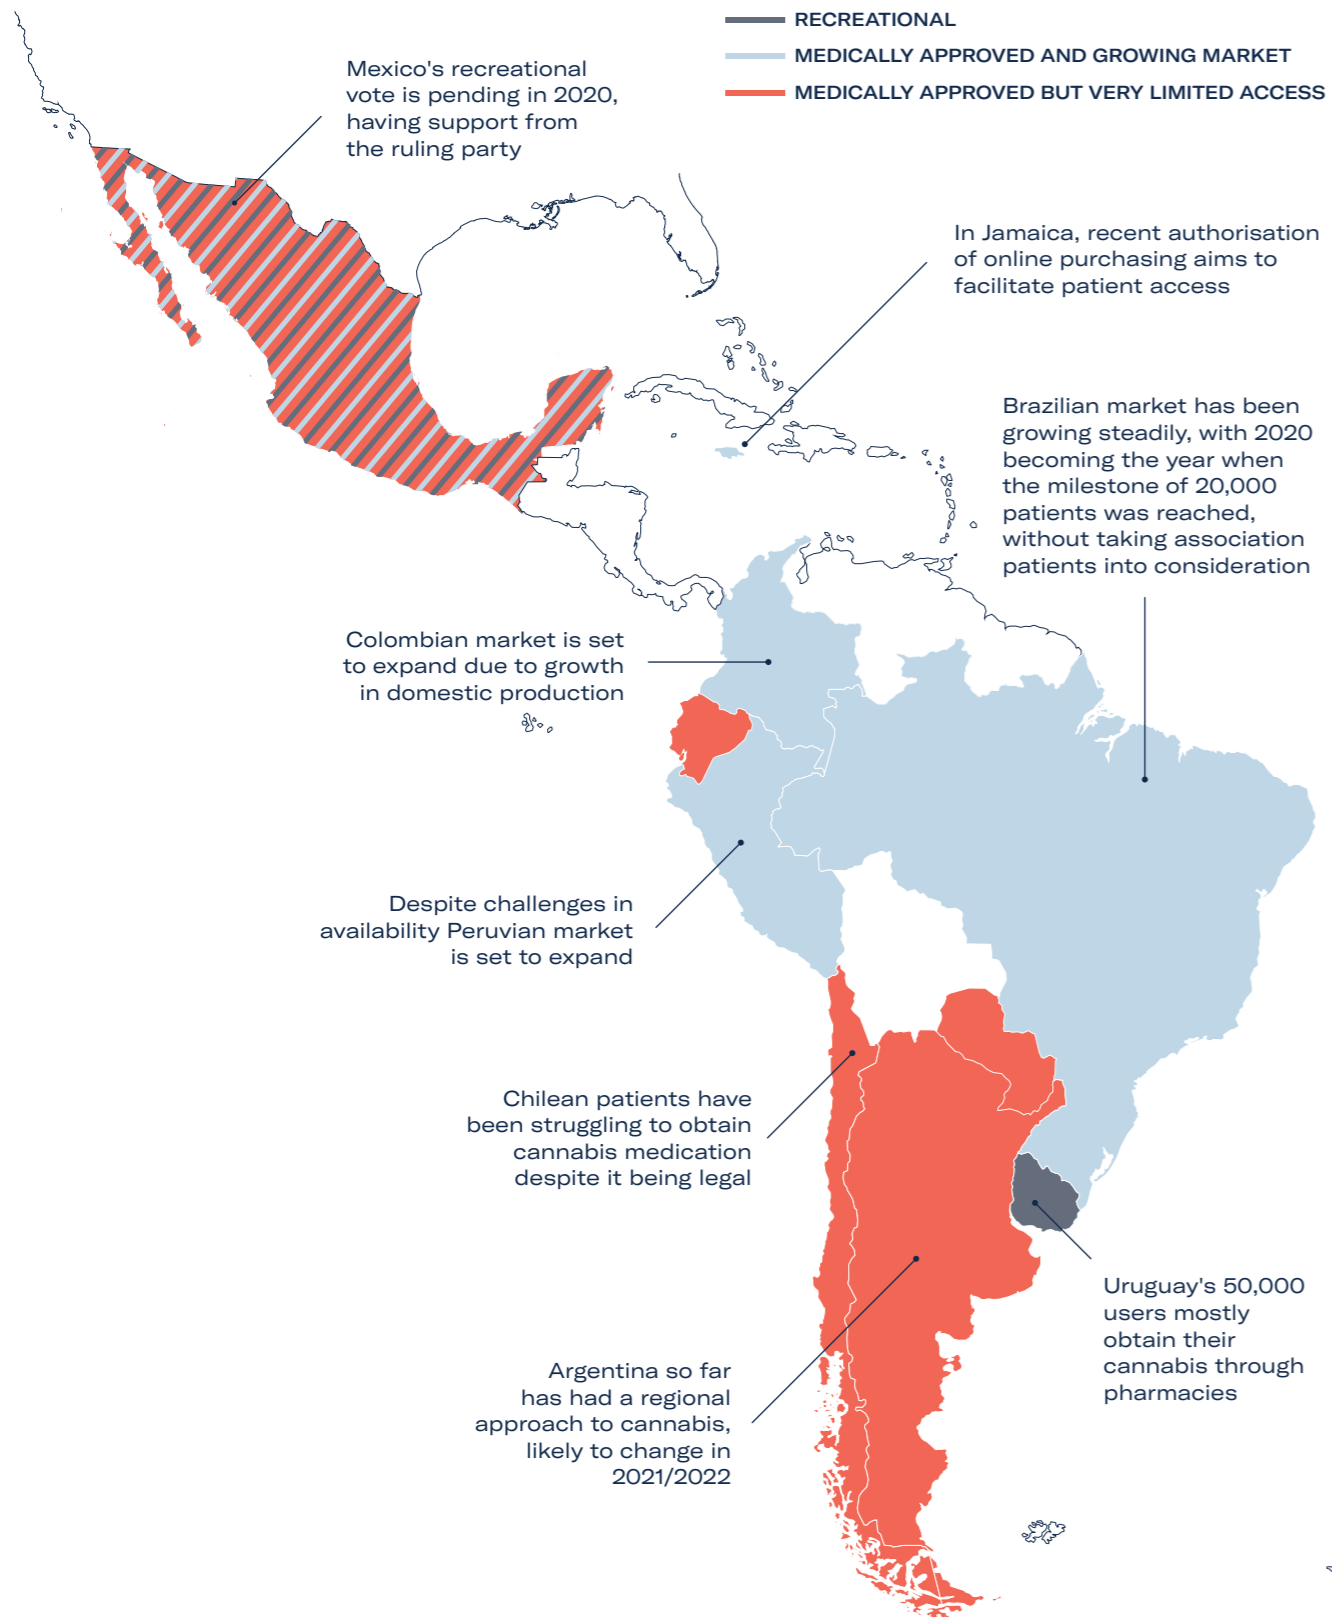 RECREATIONAL
MEDICALLY APPROVED AND GROWING MARKET
MEDICALLY APPROVED BUT VERY LIMITED ACCESS
Mexico's recreational
vote is pending in 2020,
having support from
the ruling party
In Jamaica, recent authorisation
of online purchasing aims to
facilitate patient access
Brazilian market has been
growing steadily, with 2020
becoming the year when
the milestone of 20,000
patients was reached,
without taking association
patients into consideration
Colombian market is set
to expand due to growth
in domestic production
Despite challenges in
availability Peruvian market
is set to expand
Chilean patients have
been struggling to obtain
cannabis medication
despite it being legal
Uruguay's 50,000
users mostly
obtain their
cannabis through
pharmacies
Argentina so far
has had a regional
approach to cannabis,
likely to change in
2021/2022